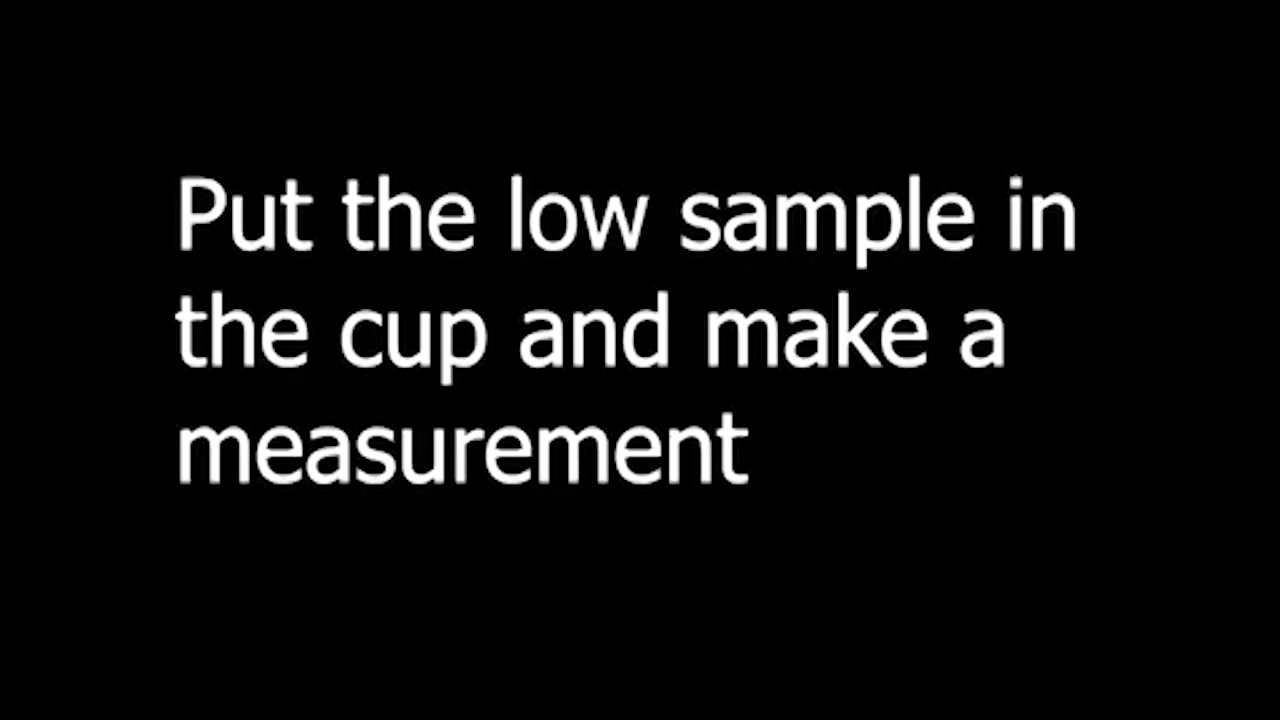 Put the low sample in
the cup and make a
measurement